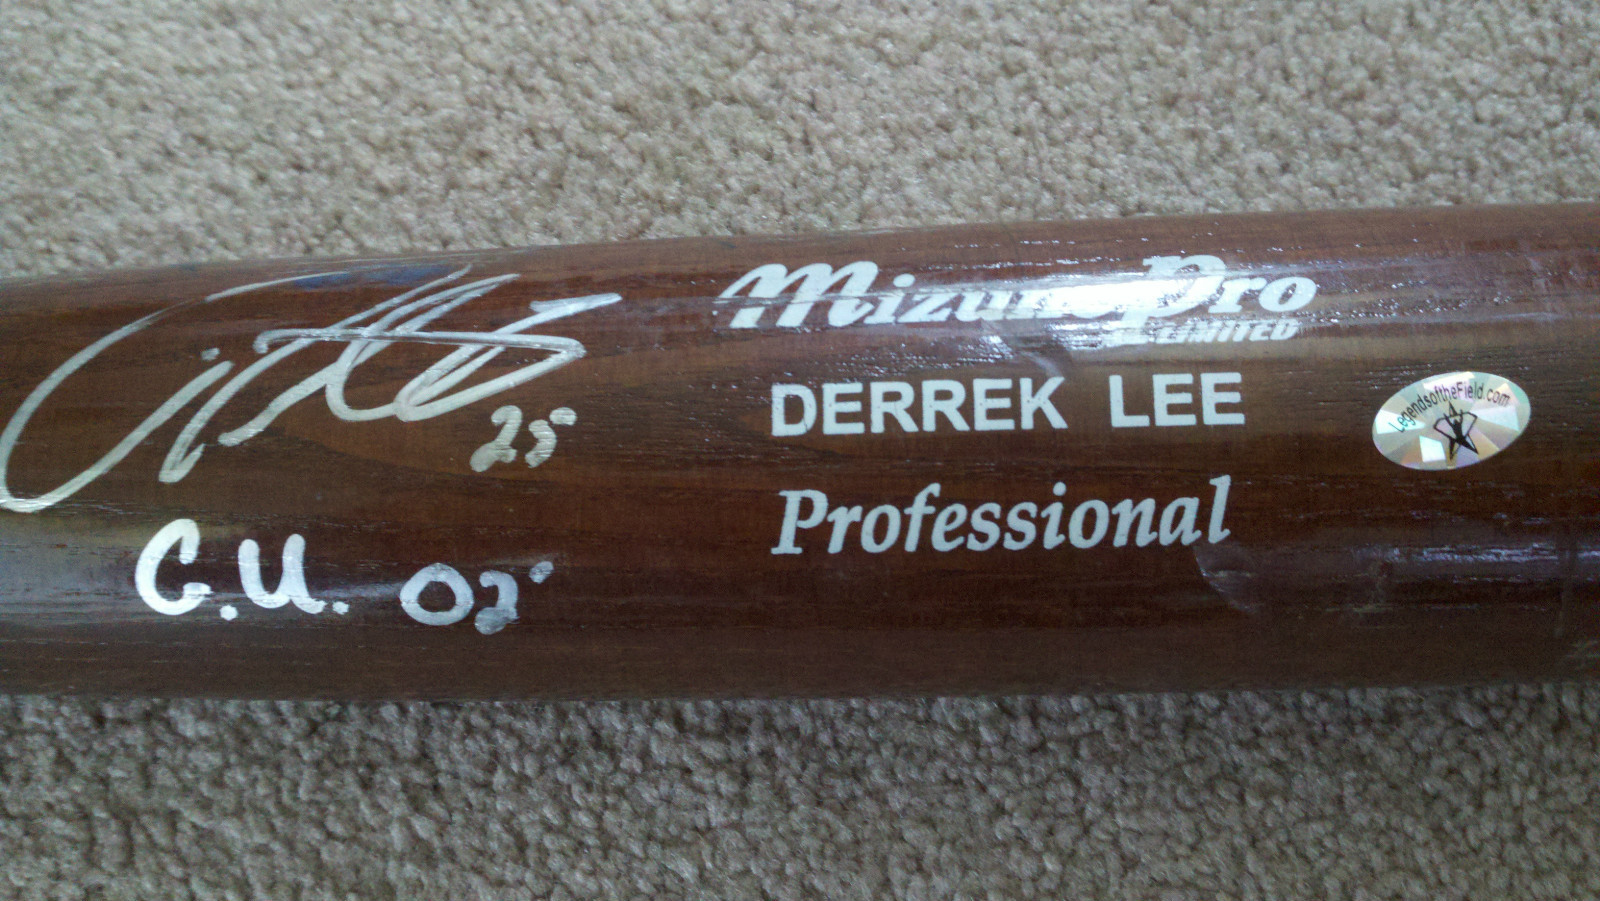 25
G.U. 02
MizunoPro
LIMITED
DERREK LEE
Professional
LegendsoftheField.com